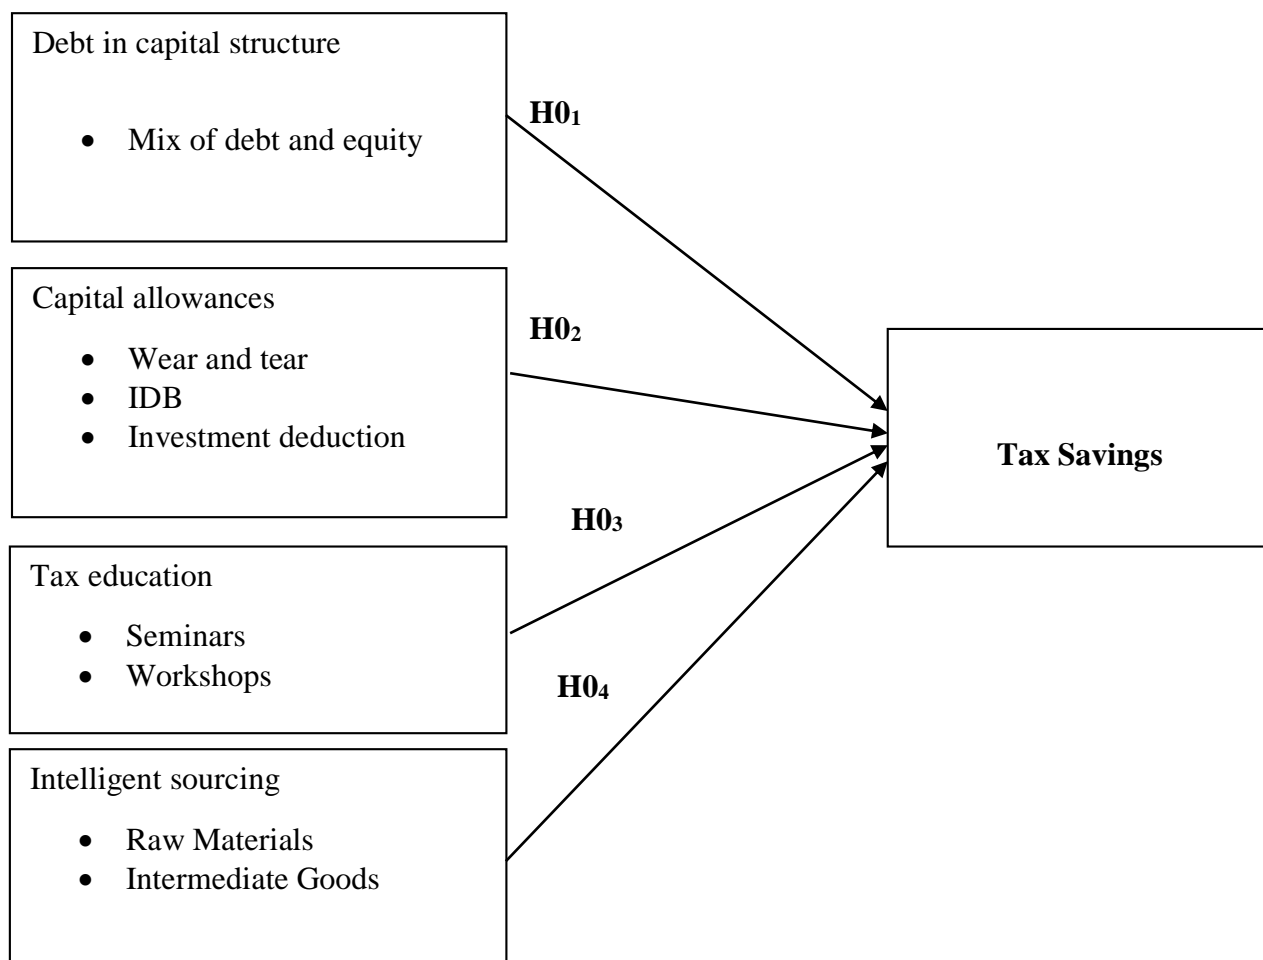 Debt in capital structure
• Mix of debt and equity
H0₁
Capital allowances
• Wear and tear
• IDB
• Investment deduction
H0₂
Tax education
• Seminars
• Workshops
H0₃
Intelligent sourcing
• Raw Materials
• Intermediate Goods
H0₄
Tax Savings